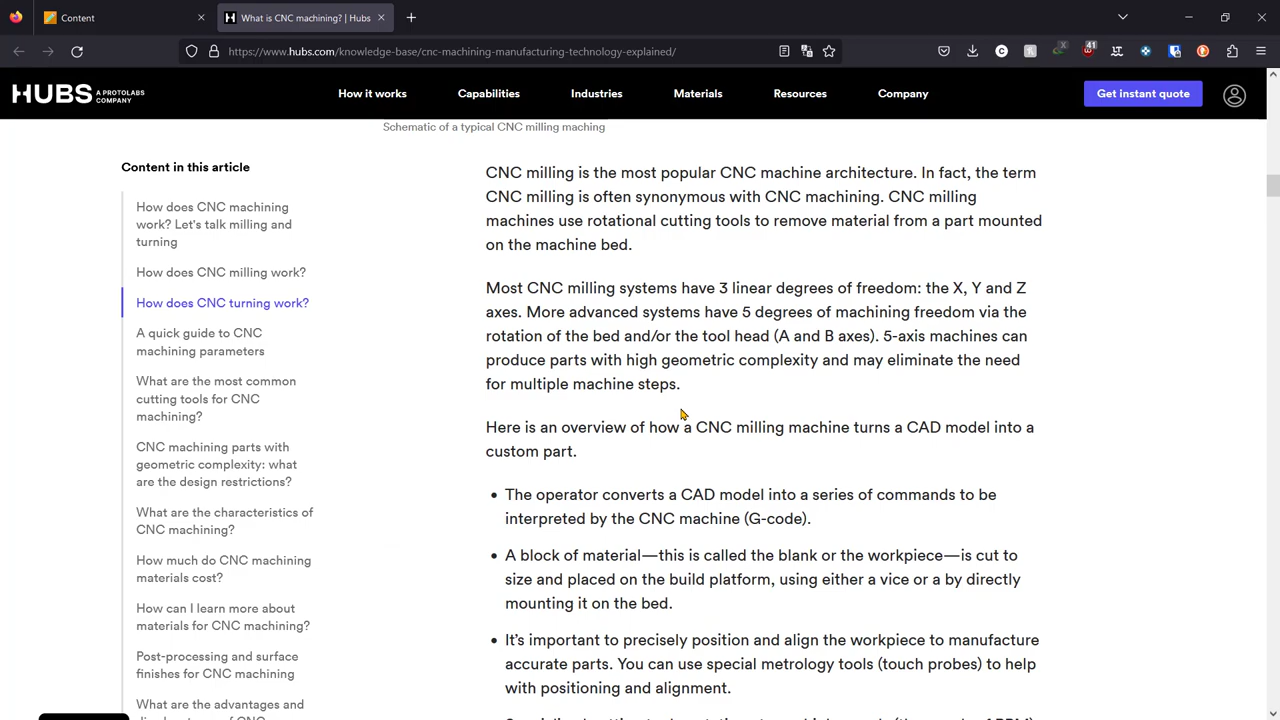 Content
What is CNC machining? | Hubs
https://www.hubs.com/knowledge-base/cnc-machining-manufacturing-technology-explained/
41
HUBS A PROTOLABS COMPANY
How it works
Capabilities
Industries
Materials
Resources
Company
Get instant quote
Schematic of a typical CNC milling maching
Content in this article
How does CNC machining
work? Let's talk milling and
turning
How does CNC milling work?
How does CNC turning work?
A quick guide to CNC
machining parameters
What are the most common
cutting tools for CNC
machining?
CNC machining parts with
geometric complexity: what
are the design restrictions?
What are the characteristics of
CNC machining?
How much do CNC machining
materials cost?
How can I learn more about
materials for CNC machining?
Post-processing and surface
finishes for CNC machining
What are the advantages and
CNC milling is the most popular CNC machine architecture. In fact, the term
CNC milling is often synonymous with CNC machining. CNC milling
machines use rotational cutting tools to remove material from a part mounted
on the machine bed.
Most CNC milling systems have 3 linear degrees of freedom: the X, Y and Z
axes. More advanced systems have 5 degrees of machining freedom via the
rotation of the bed and/or the tool head (A and B axes). 5-axis machines can
produce parts with high geometric complexity and may eliminate the need
for multiple machine steps.
Here is an overview of how a CNC milling machine turns a CAD model into a
custom part.
• The operator converts a CAD model into a series of commands to be
interpreted by the CNC machine (G-code).
• A block of material—this is called the blank or the workpiece—is cut to
size and placed on the build platform, using either a vice or a by directly
mounting it on the bed.
• It's important to precisely position and align the workpiece to manufacture
accurate parts. You can use special metrology tools (touch probes) to help
with positioning and alignment.